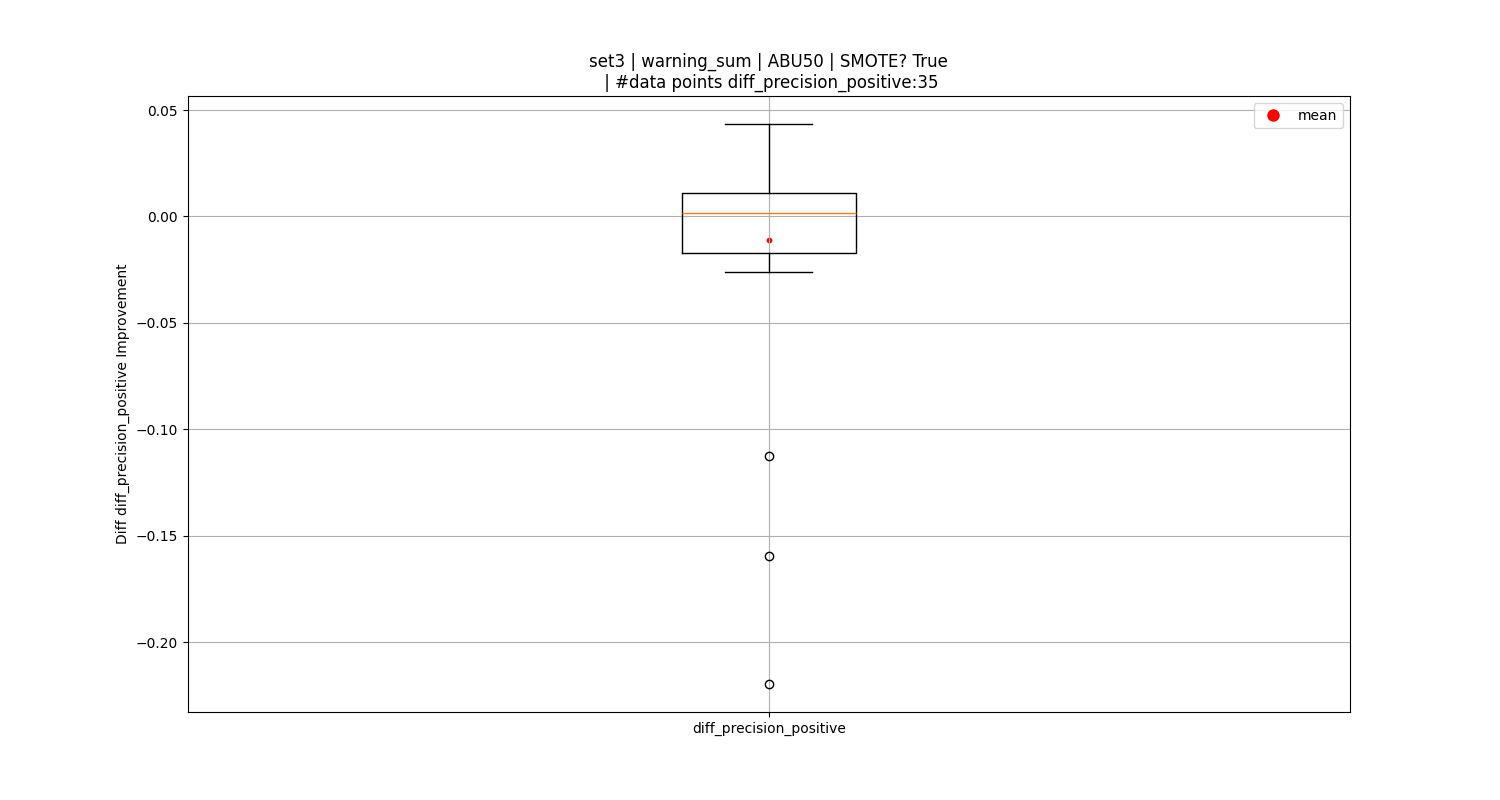 set3 | warning_sum | ABU50 | SMOTE? True
| #data points diff_precision_positive:35
mean
0.05
0.00
−0.05
−0.10
−0.15
−0.20
Diff diff_precision_positive Improvement
diff_precision_positive